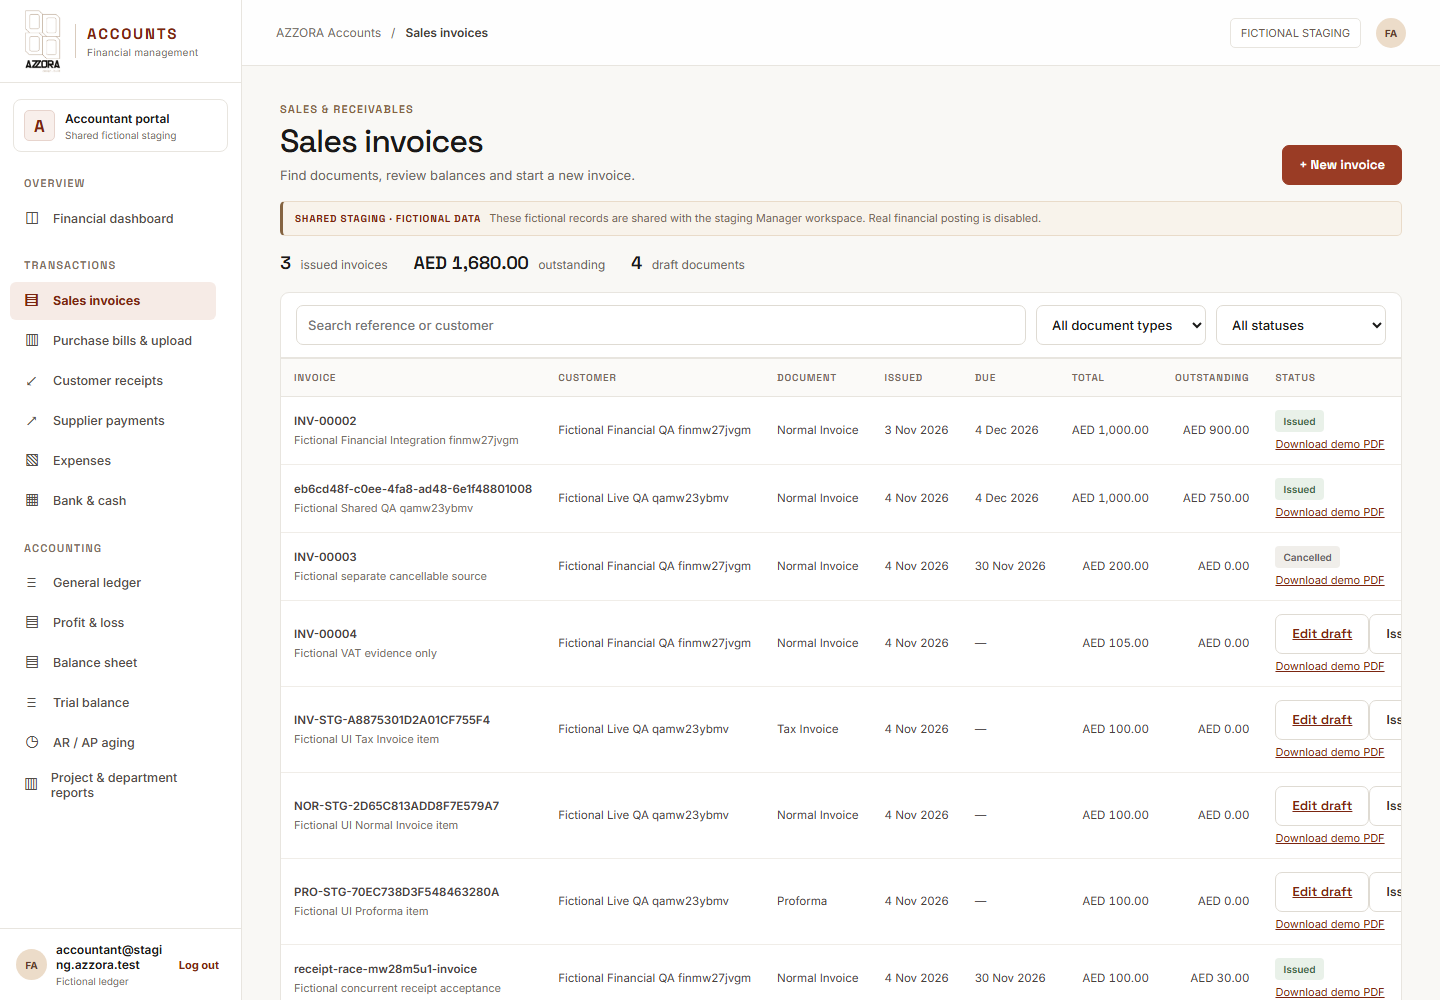 AZZORA
ACCOUNTS
Financial management
A
Accountant portal
Shared fictional staging
OVERVIEW
Financial dashboard
TRANSACTIONS
Sales invoices
Purchase bills & upload
Customer receipts
Supplier payments
Expenses
Bank & cash
ACCOUNTING
General ledger
Profit & loss
Balance sheet
Trial balance
AR / AP aging
Project & department
reports
FA
accountant@stagi
ng.azzora.test
Fictional ledger
Log out
AZZORA Accounts / Sales invoices
FICTIONAL STAGING
FA
SALES & RECEIVABLES
Sales invoices
Find documents, review balances and start a new invoice.
+ New invoice
SHARED STAGING · FICTIONAL DATA These fictional records are shared with the staging Manager workspace. Real financial posting is disabled.
3 issued invoices AED 1,680.00 outstanding 4 draft documents
Search reference or customer
All document types
All statuses
INVOICE CUSTOMER DOCUMENT ISSUED DUE TOTAL OUTSTANDING STATUS
INV-00002
Fictional Financial Integration finmw27jvgm
Fictional Financial QA finmw27jvgm Normal Invoice 3 Nov 2026 4 Dec 2026 AED 1,000.00 AED 900.00
Issued
Download demo PDF
eb6cd48f-c0ee-4fa8-ad48-6e1f48801008
Fictional Shared QA qamw23ybmv
Fictional Live QA qamw23ybmv Normal Invoice 4 Nov 2026 4 Dec 2026 AED 1,000.00 AED 750.00
Issued
Download demo PDF
INV-00003
Fictional separate cancellable source
Fictional Financial QA finmw27jvgm Normal Invoice 4 Nov 2026 30 Nov 2026 AED 200.00 AED 0.00
Cancelled
Download demo PDF
INV-00004
Fictional VAT evidence only
Fictional Financial QA finmw27jvgm Normal Invoice 4 Nov 2026 — AED 105.00 AED 0.00
Edit draft Iss
Download demo PDF
INV-STG-A8875301D2A01CF755F4
Fictional UI Tax Invoice item
Fictional Live QA qamw23ybmv Tax Invoice 4 Nov 2026 — AED 100.00 AED 0.00
Edit draft Iss
Download demo PDF
NOR-STG-2D65C813ADD8F7E579A7
Fictional UI Normal Invoice item
Fictional Live QA qamw23ybmv Normal Invoice 4 Nov 2026 — AED 100.00 AED 0.00
Edit draft Iss
Download demo PDF
PRO-STG-70EC738D3F548463280A
Fictional UI Proforma item
Fictional Live QA qamw23ybmv Proforma 4 Nov 2026 — AED 100.00 AED 0.00
Edit draft Iss
Download demo PDF
receipt-race-mw28m5u1-invoice
Fictional concurrent receipt acceptance
Fictional Financial QA finmw27jvgm Normal Invoice 4 Nov 2026 30 Nov 2026 AED 100.00 AED 30.00
Issued
Download demo PDF